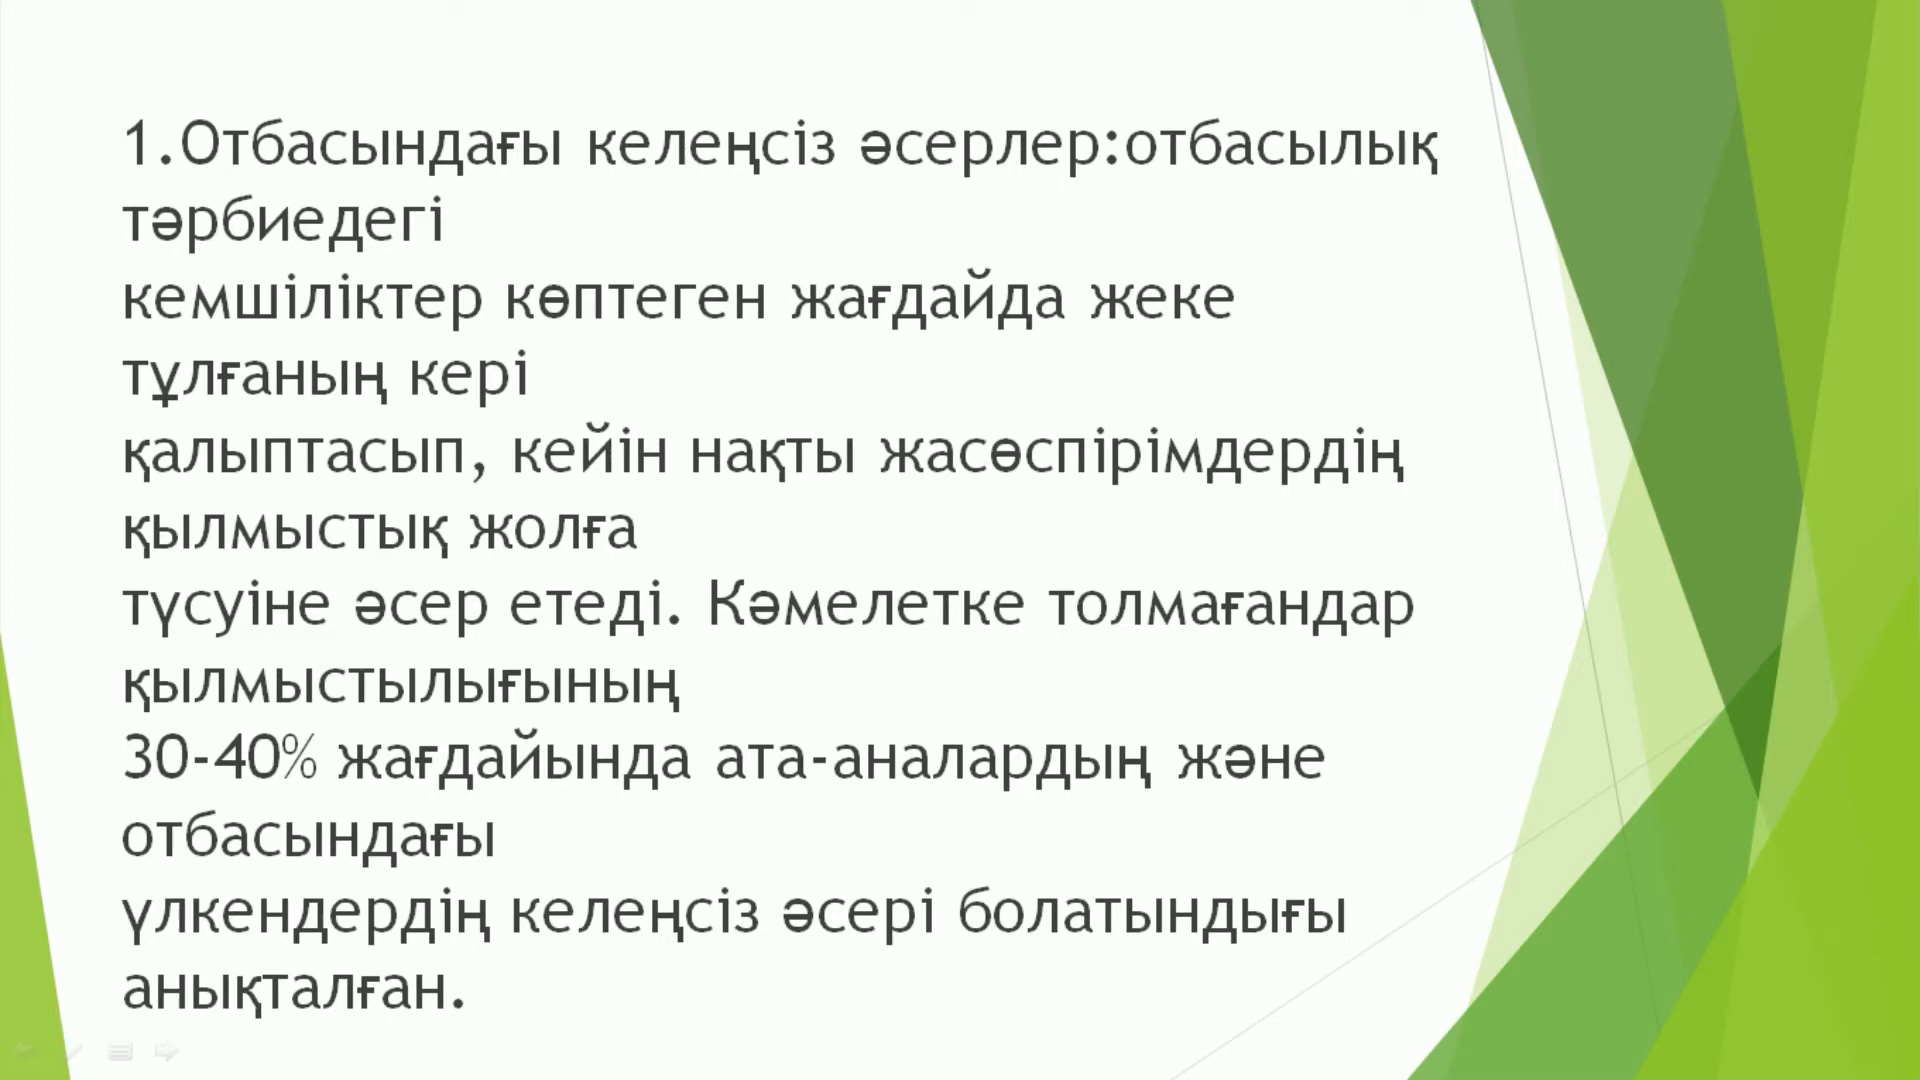 1.Отбасындағы келеңсіз әсерлер:отбасылық
тәрбиедегі
кемшіліктер көптеген жағдайда жеке
тұлғаның кері
қалыптасып, кейін нақты жасөспірімдердің
қылмыстық жолға
түсуіне әсер етеді. Кәмелетке толмағандар
қылмыстылығының
30-40% жағдайында ата-аналардың және
отбасындағы
үлкендердің келеңсіз әсері болатындығы
анықталған.